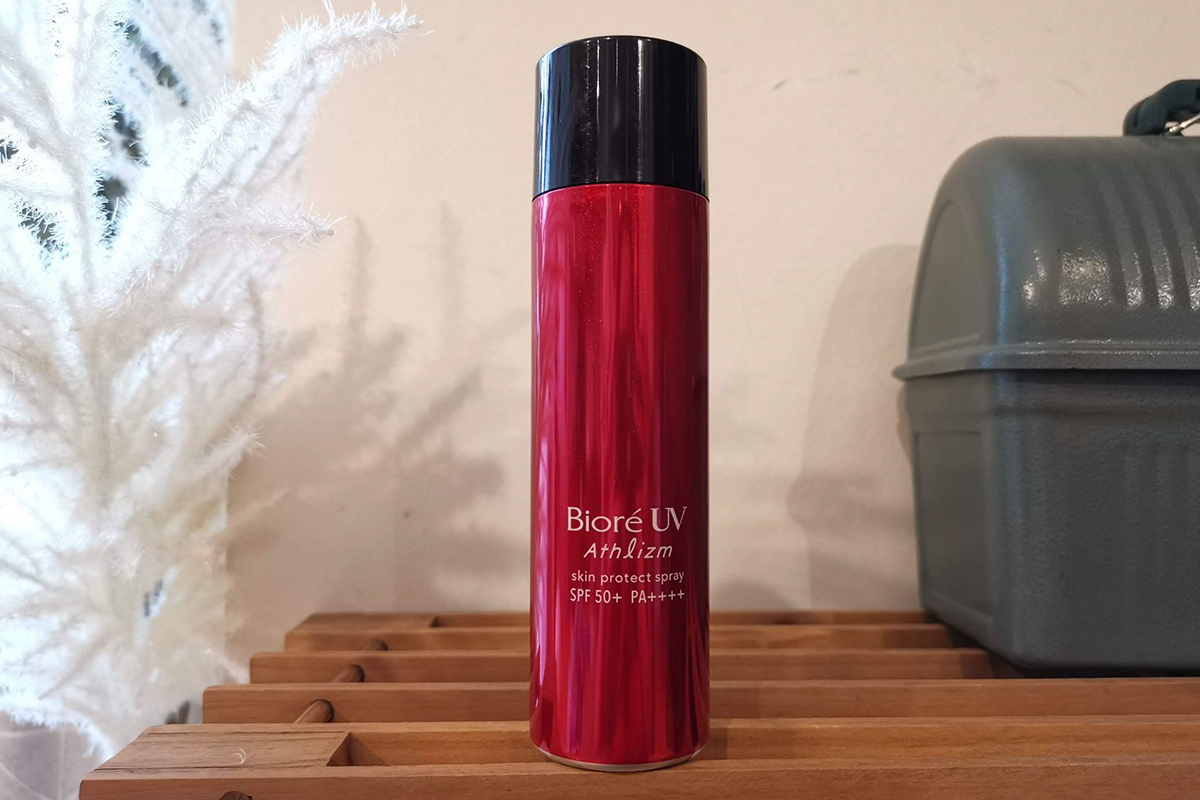 Bioré UV
Athlizm
skin protect spray
SPF 50+ PA++++